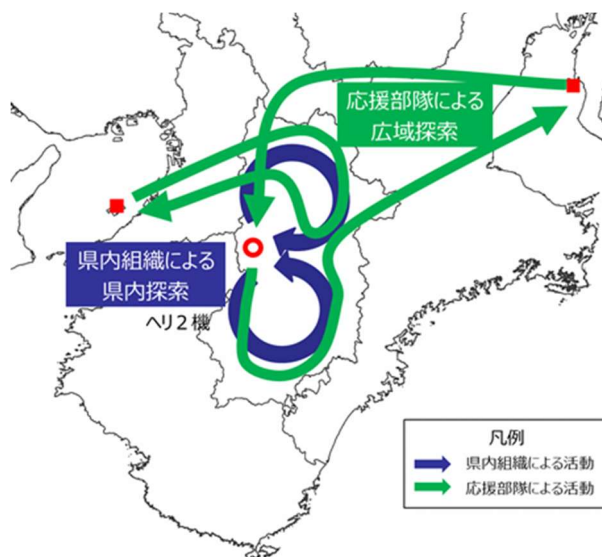 応援部隊による
広域探索
県内組織による
県内探索
ヘリ2機
凡例
県内組織による活動
応援部隊による活動